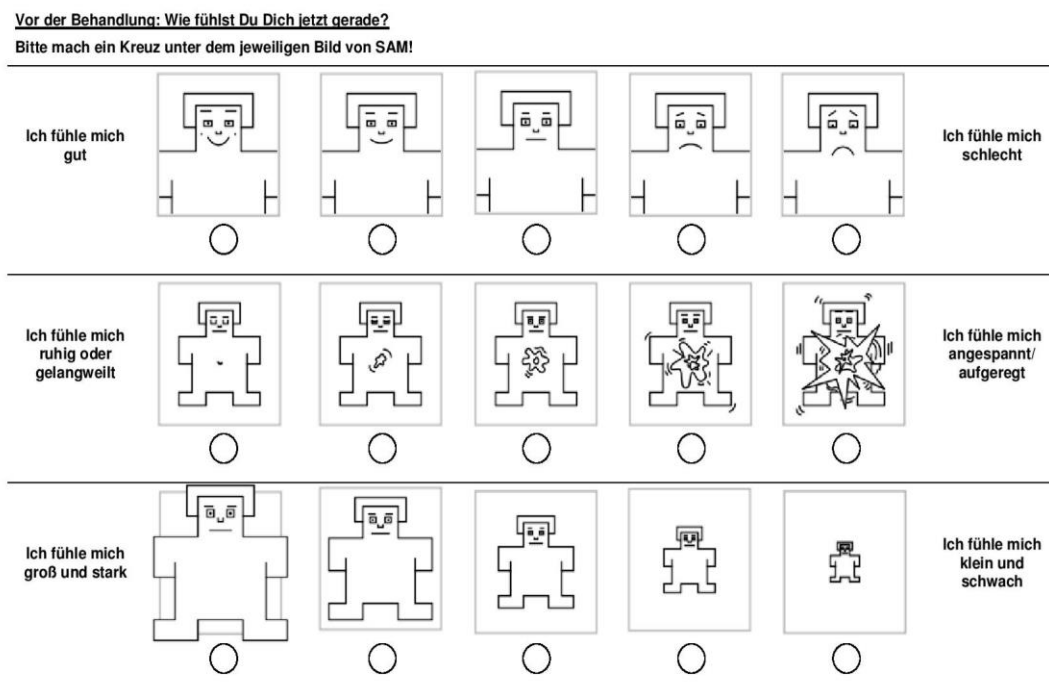 Vor der Behandlung: Wie fühlst Du Dich jetzt gerade?
Bitte mach ein Kreuz unter dem jeweiligen Bild von SAM!
Ich fühle mich
gut
Ich fühle mich
schlecht
Ich fühle mich
ruhig oder
gelangweilt
Ich fühle mich
angespannt/
aufgeregt
Ich fühle mich
groß und stark
Ich fühle mich
klein und
schwach